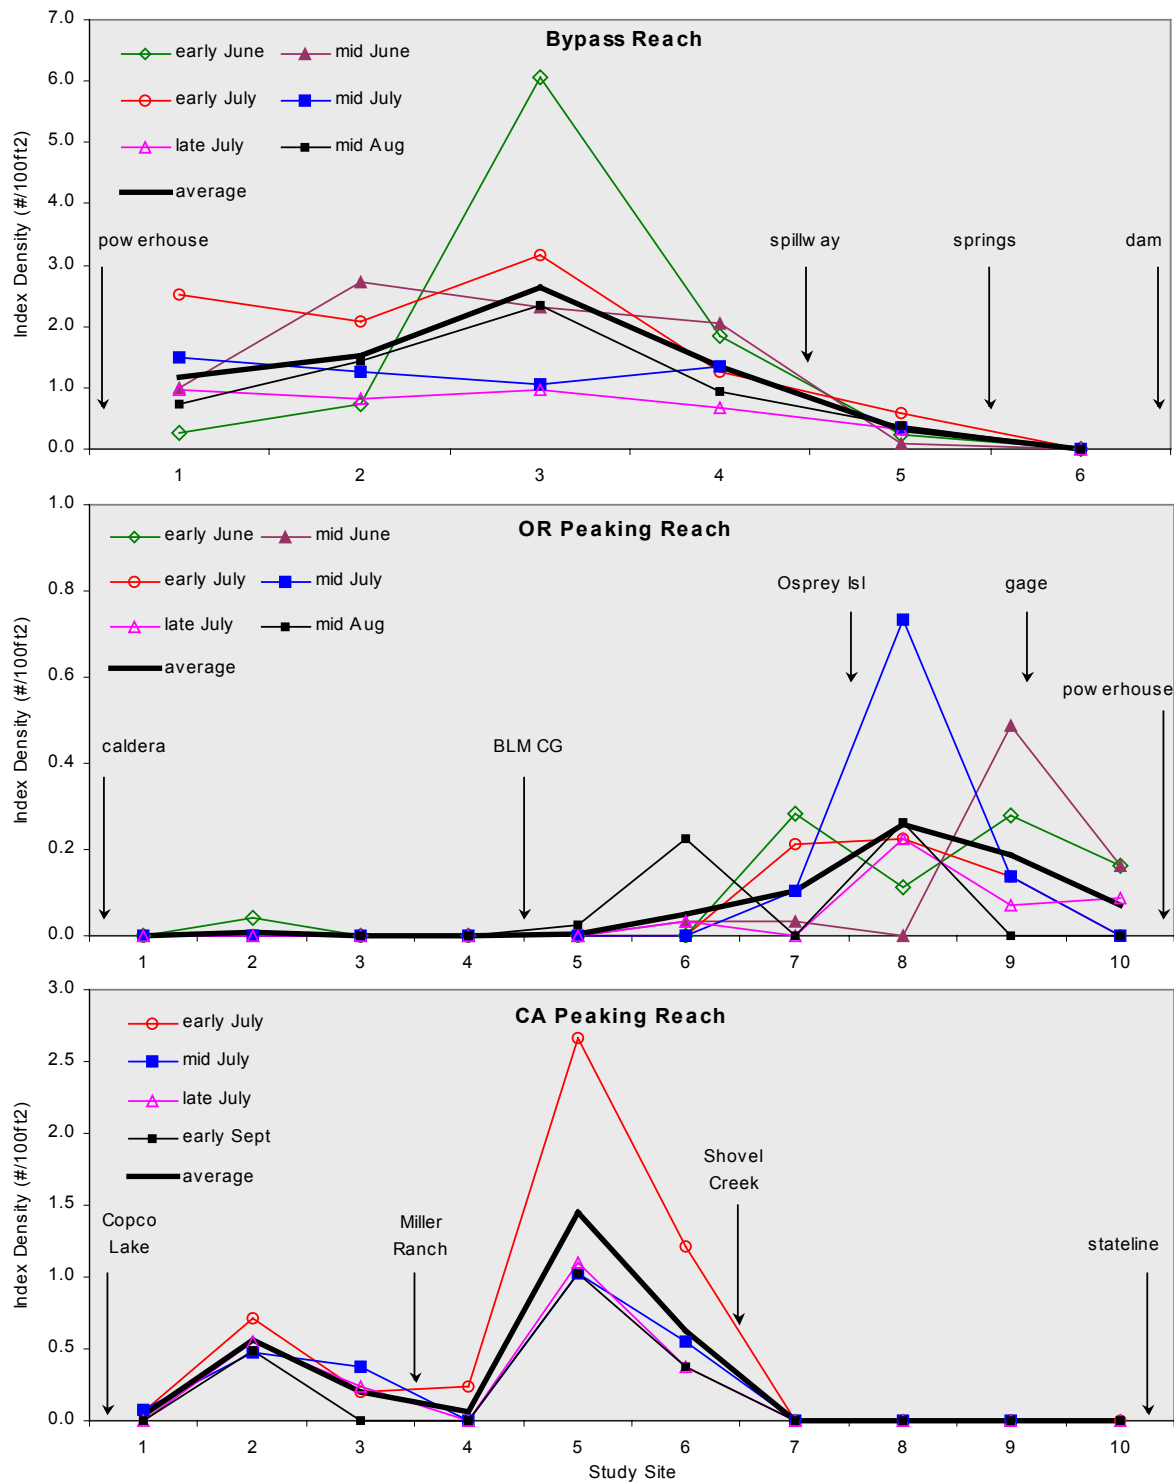 Bypass Reach
Index Density (#/100ft2)
7.0
6.0
5.0
4.0
3.0
2.0
1.0
0.0
early June
mid June
early July
mid July
late July
mid Aug
average
pow erhouse
spillw ay
springs
dam
1 2 3 4 5 6
OR Peaking Reach
Index Density (#/100ft2)
1.0
0.8
0.6
0.4
0.2
0.0
early June
mid June
early July
mid July
late July
mid Aug
average
caldera
BLM CG
Osprey Isl
gage
pow erhouse
1 2 3 4 5 6 7 8 9 10
CA Peaking Reach
Index Density (#/100ft2)
3.0
2.5
2.0
1.5
1.0
0.5
0.0
early July
mid July
late July
early Sept
average
Copco
Lake
Miller
Ranch
Shovel
Creek
stateline
1 2 3 4 5 6 7 8 9 10
Study Site